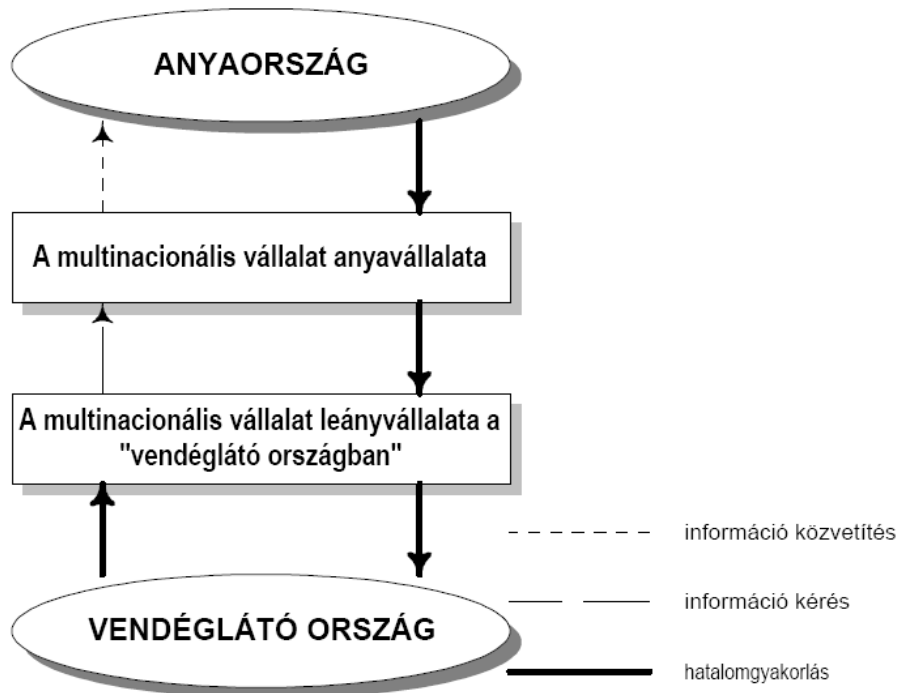 ANYAORSZÁG
A multinacionális vállalat anyavállalata
A multinacionális vállalat leányvállalata a
"vendéglátó országban"
VENDÉGLÁTÓ ORSZÁG
információ közvetítés
információ kérés
hatalomgyakorlás